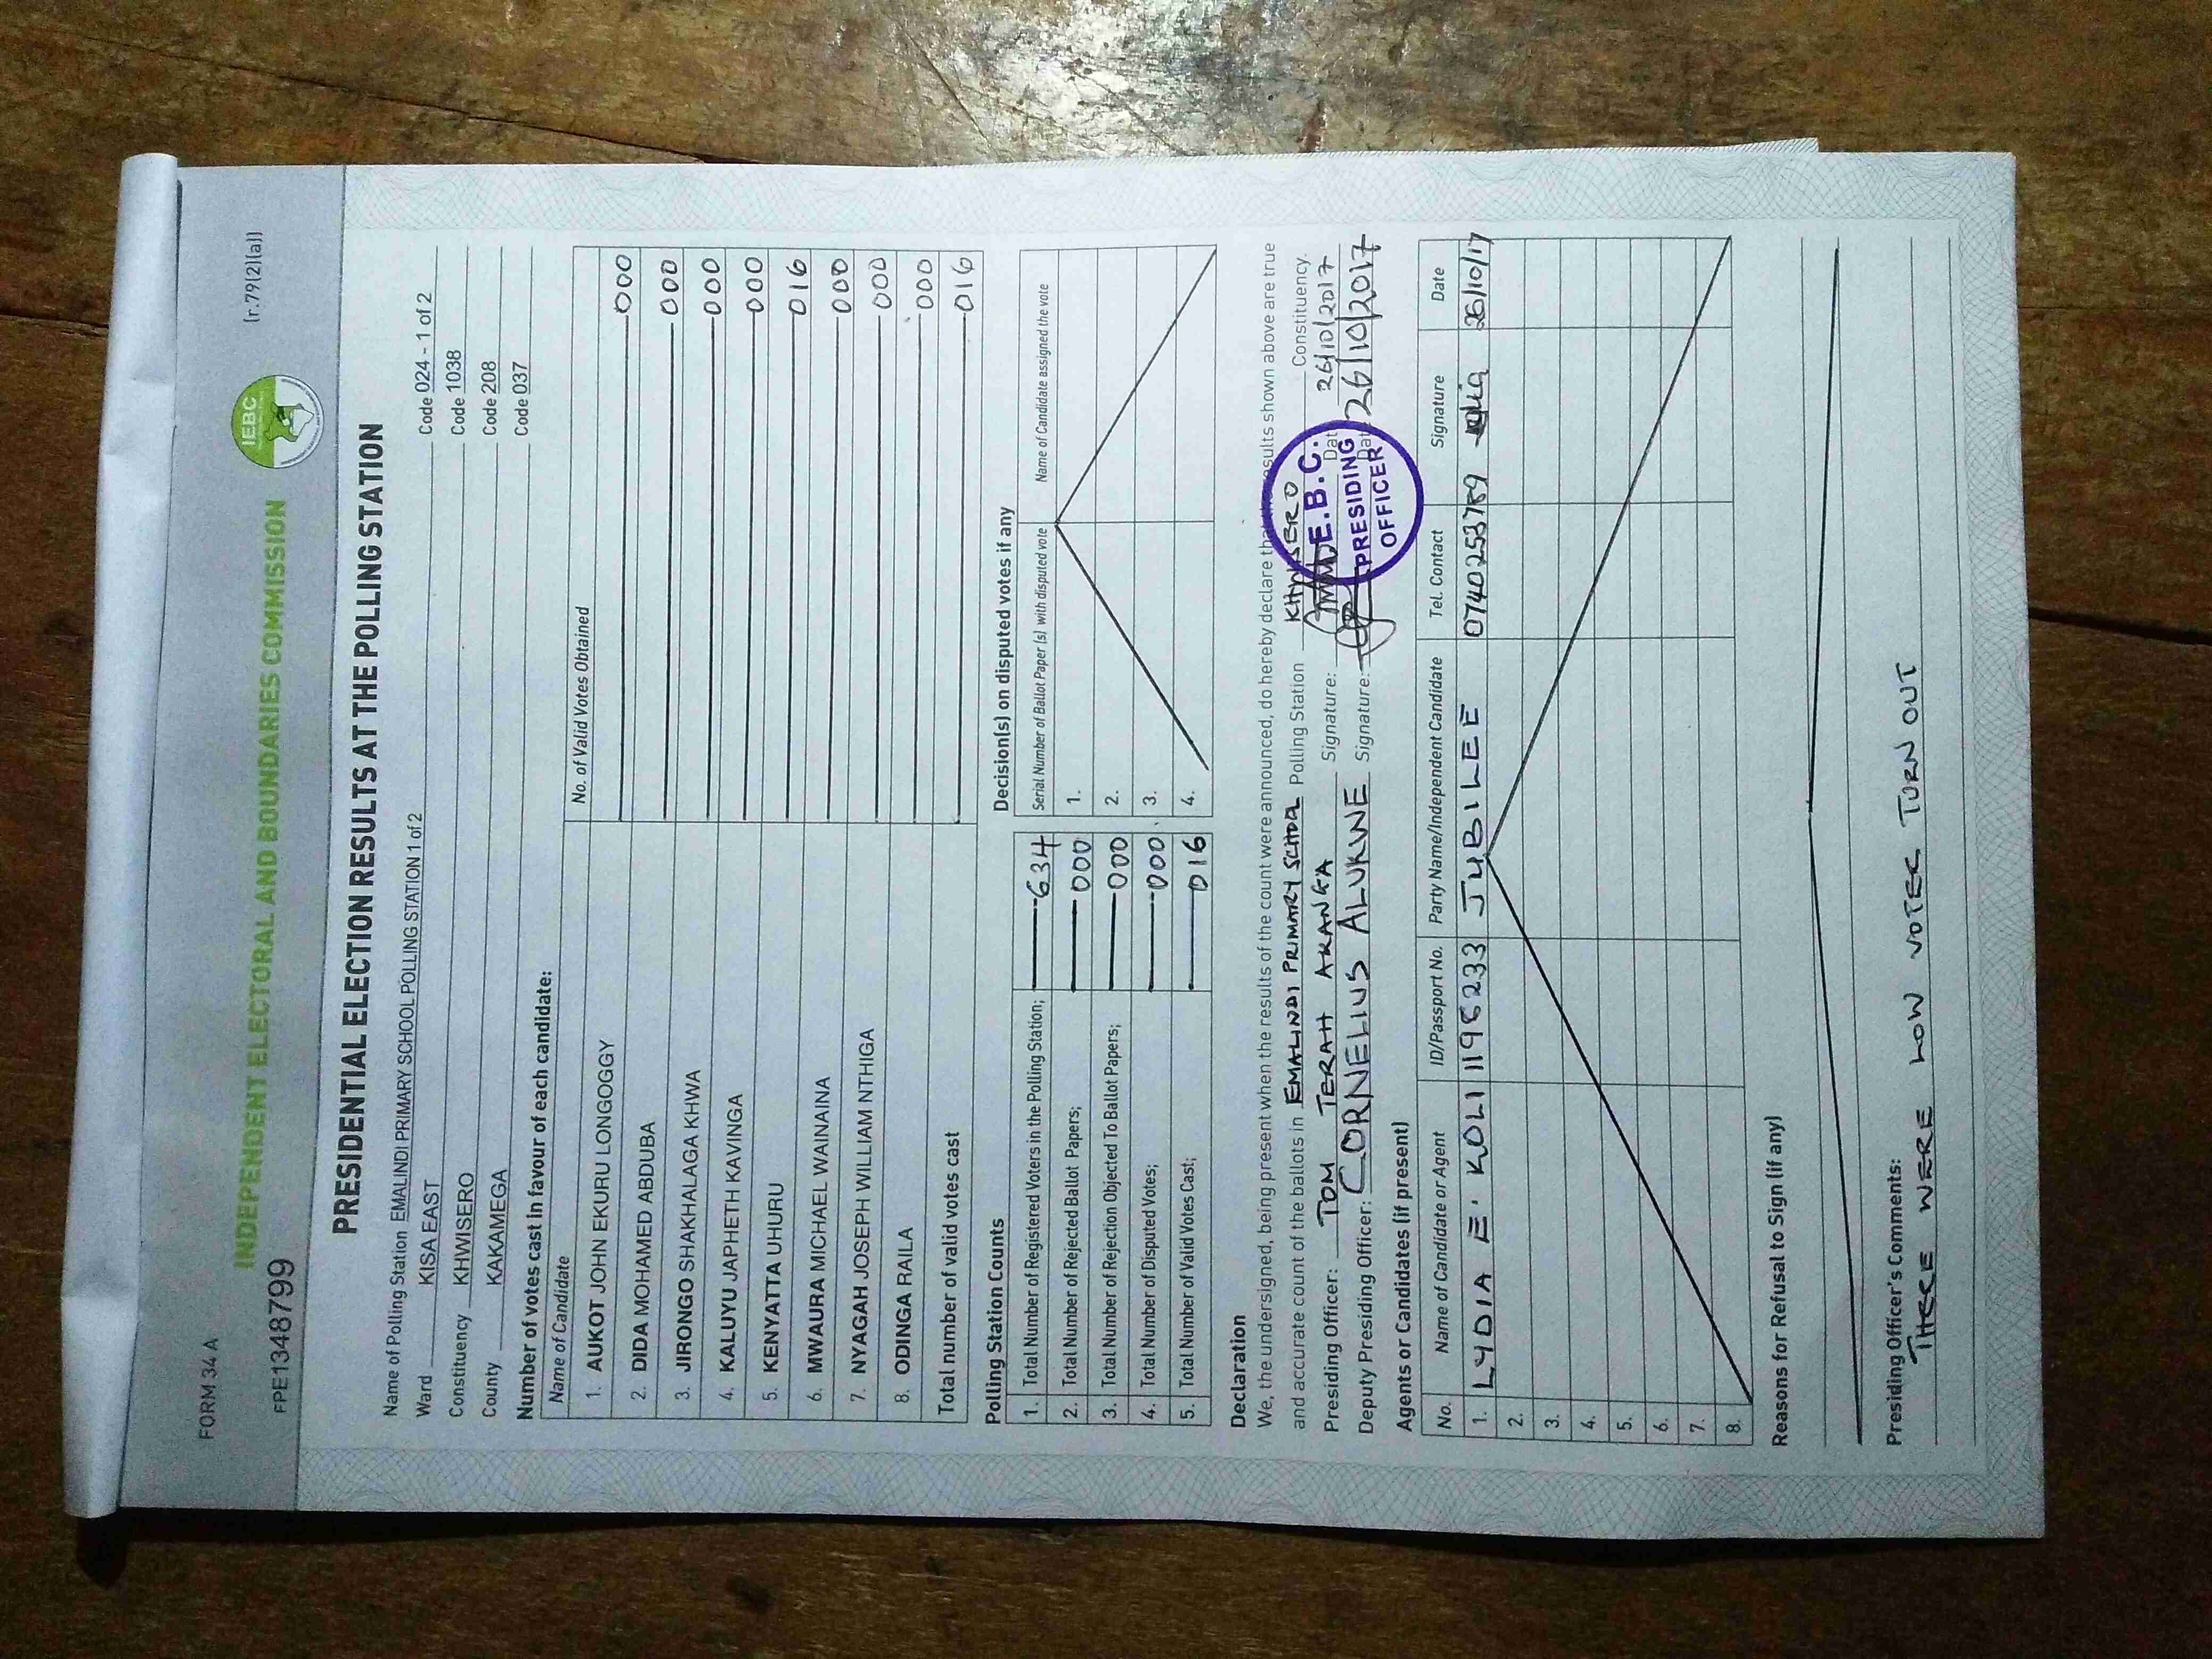 FORM 34 A
[r.79(2)(a)]
IEBC
INDEPENDENT ELECTORAL AND BOUNDARIES COMMISSION
FPE1348799
PRESIDENTIAL ELECTION RESULTS AT THE POLLING STATION
Name of Polling Station EMALINDI PRIMARY SCHOOL POLLING STATION 1 of 2 Code 024 - 1 of 2
Ward KISA EAST Code 1038
Constituency KHWISERO Code 208
County KAKAMEGA Code 037
Number of votes cast in favour of each candidate:
Name of Candidate No. of Valid Votes Obtained
1. AUKOT JOHN EKURU LONGOGGY 000
2. DIDA MOHAMED ABDUBA 000
3. JIRONGO SHAKHALAGA KHWA 000
4. KALUYU JAPHETH KAVINGA 000
5. KENYATTA UHURU 016
6. MWAURA MICHAEL WAINAINA 000
7. NYAGAH JOSEPH WILLIAM NTHIGA 000
8. ODINGA RAILA 000
Total number of valid votes cast 016
Polling Station Counts
1. Total Number of Registered Voters in the Polling Station; 634
2. Total Number of Rejected Ballot Papers; 000
3. Total Number of Rejection Objected To Ballot Papers; 000
4. Total Number of Disputed Votes; 000
5. Total Number of Valid Votes Cast; 016
Decision(s) on disputed votes if any
Serial Number of Ballot Paper (s) with disputed vote Name of Candidate assigned the vote
1.
2.
3.
4.
Declaration
We, the undersigned, being present when the results of the count were announced, do hereby declare that the results shown above are true
and accurate count of the ballots in EMALINDI PRIMARY SCHOOL Polling Station KHWISERO Constituency.
Presiding Officer: TOM TERAH AKANGA Signature: Date 26/10/2017
Deputy Presiding Officer: CORNELIUS ALUKWE Signature: Date 26/10/2017
I.E.B.C.
PRESIDING
OFFICER
Agents or Candidates (if present)
No. Name of Candidate or Agent ID/Passport No. Party Name/Independent Candidate Tel. Contact Signature Date
1. LYDIA E. KOLI 11198233 JUBILEE 0740253789 26/10/17
2.
3.
4.
5.
6.
7.
8.
Reasons for Refusal to Sign (if any)
Presiding Officer's Comments:
THERE WERE LOW VOTER TURN OUT